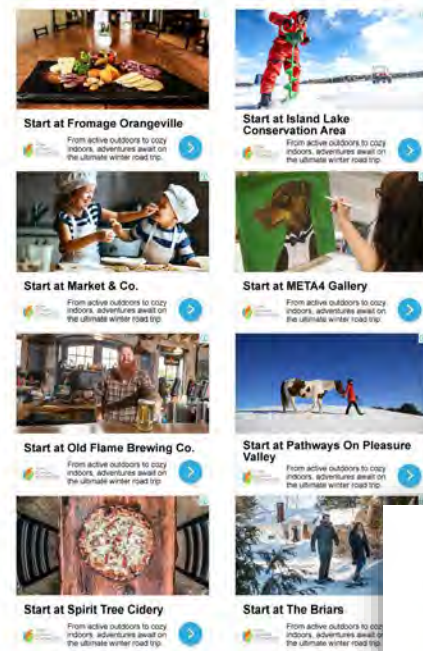 Start at Fromage Orangeville
From active outdoors to cozy
indoors, adventures await on
the ultimate winter road trip.
Start at Island Lake
Conservation Area
From active outdoors to cozy
indoors, adventures await on
the ultimate winter road trip.
Start at Market & Co.
From active outdoors to cozy
indoors, adventures await on
the ultimate winter road trip.
Start at META4 Gallery
From active outdoors to cozy
indoors, adventures await on
the ultimate winter road trip.
Start at Old Flame Brewing Co.
From active outdoors to cozy
indoors, adventures await on
the ultimate winter road trip.
Start at Pathways On Pleasure
Valley
From active outdoors to cozy
indoors, adventures await on
the ultimate winter road trip.
Start at Spirit Tree Cidery
From active outdoors to cozy
indoors, adventures await on
the ultimate winter road trip.
Start at The Briars
From active outdoors to
indoors, adventures await
the ultimate winter road trip.